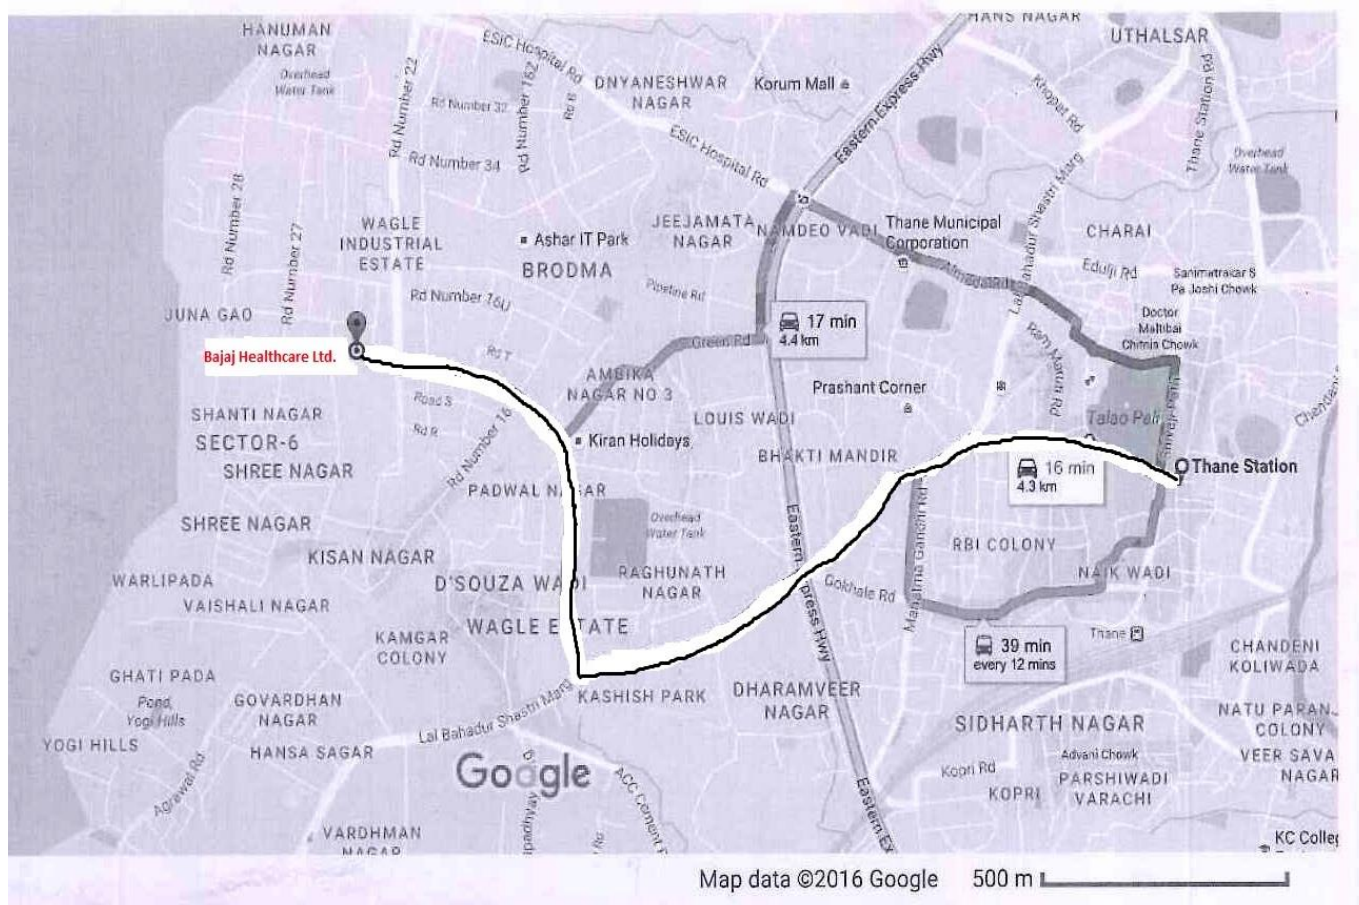 HANS NAGAR
HANUMAN
NAGAR
Overhead
Water Tank
Rd Number 22
ESIC Hospital Rd
Rd Number 16Z
Rd Number 32
Rd B
DNYANESHWAR
NAGAR
Korum Mall
Eastern Express Hwy
UTHALSAR
Khopat Rd
Thane Station Rd
Rd Number 34
ESIC Hospital Rd
Overhead
Water Tank
Rd Number 28
Rd Number 27
WAGLE
INDUSTRIAL
ESTATE
Ashar IT Park
BRODMA
JEEJAMATA
NAGAR
NAMDEO VADI
Thane Municipal
Corporation
Lal Bahadur Shastri Marg
CHARAI
Almeda Rd
Edulji Rd
Pa Joshi Chowk
Rd Number 16U
Pipeline Rd
JUNA GAO
17 min
4.4 km
Doctor
Maltibai
Chitnis Chowk
Bajaj Healthcare Ltd.
Rd T
Green Rd
Ram Maruti Rd
AMBIKA
NAGAR NO 3
Prashant Corner
Road S
Rd R
Rd Number 16
SHANTI NAGAR
SECTOR-6
SHREE NAGAR
Kiran Holidays
LOUIS WADI
BHAKTI MANDIR
Talao Pali
Shivaji Path
16 min
4.3 km
Thane Station
PADWAL NAGAR
SHREE NAGAR
Overhead
Water Tank
Eastern Express Hwy
Mahatma Gandhi Rd
RBI COLONY
KISAN NAGAR
WARLIPADA
VAISHALI NAGAR
D'SOUZA WADI
RAGHUNATH
NAGAR
Gokhale Rd
NAIK WADI
WAGLE ESTATE
KAMGAR
COLONY
39 min
every 12 mins
Thane
CHANDENI
KOLIWADA
GHATI PADA
Pond,
Yogi Hills
GOVARDHAN
NAGAR
Lal Bahadur Shastri Marg
KASHISH PARK
DHARAMVEER
NAGAR
SIDHARTH NAGAR
NATU PARAN
COLONY
YOGI HILLS
HANSA SAGAR
Agrawal Rd
Google
ACC Cement
Eastern Ex
Kopri Rd
Advani Chowk
KOPRI
PARSHIWADI
VARACHI
VEER SAVA
NAGAR
VARDHMAN
NAGAR
Rd
KC Colleg
Map data ©2016 Google
500 m